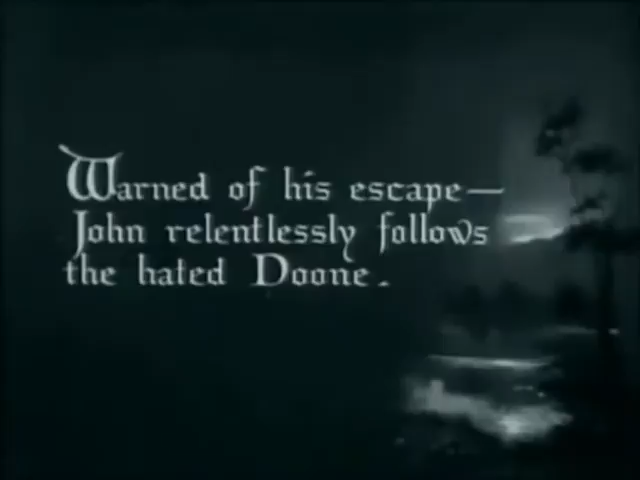 Warned of his escape—
John relentlessly follows
the hated Doone.